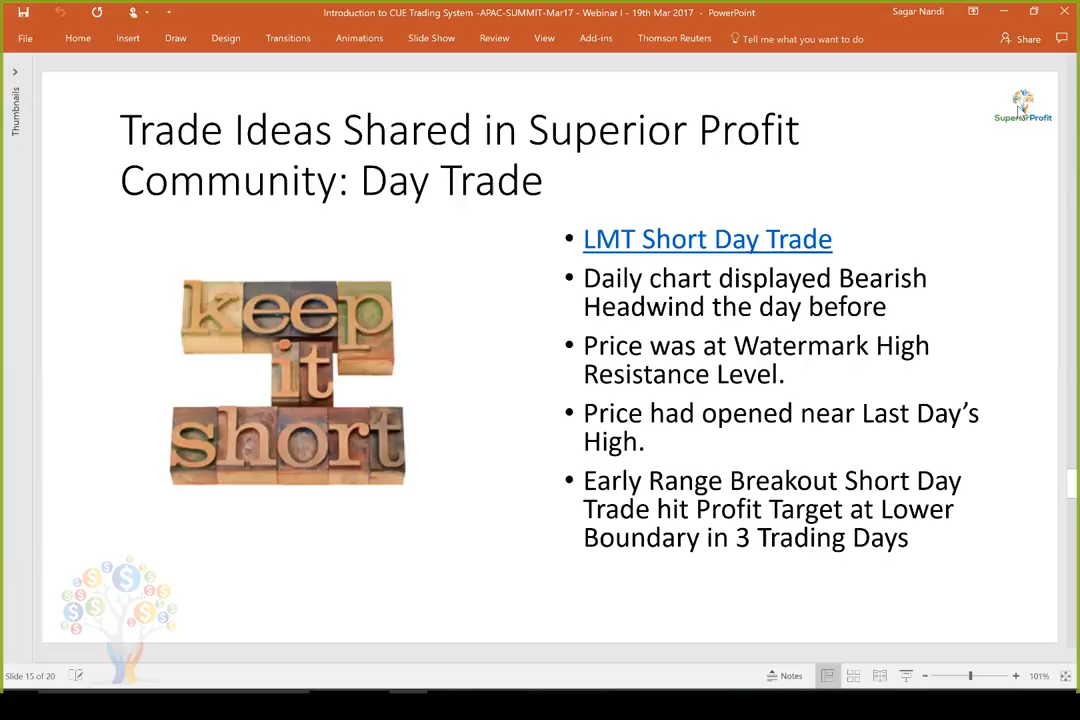 Introduction to CUE Trading System -APAC-SUMMIT-Mar17 - Webinar I - 19th Mar 2017 - PowerPoint
Sagar Nandi
File Home Insert Draw Design Transitions Animations Slide Show Review View Add-ins Thomson Reuters Tell me what you want to do Share
Thumbnails
SuperiorProfit
Trade Ideas Shared in Superior Profit
Community: Day Trade
keep
it
short
• LMT Short Day Trade
• Daily chart displayed Bearish
Headwind the day before
• Price was at Watermark High
Resistance Level.
• Price had opened near Last Day's
High.
• Early Range Breakout Short Day
Trade hit Profit Target at Lower
Boundary in 3 Trading Days
Slide 15 of 20
Notes
101%